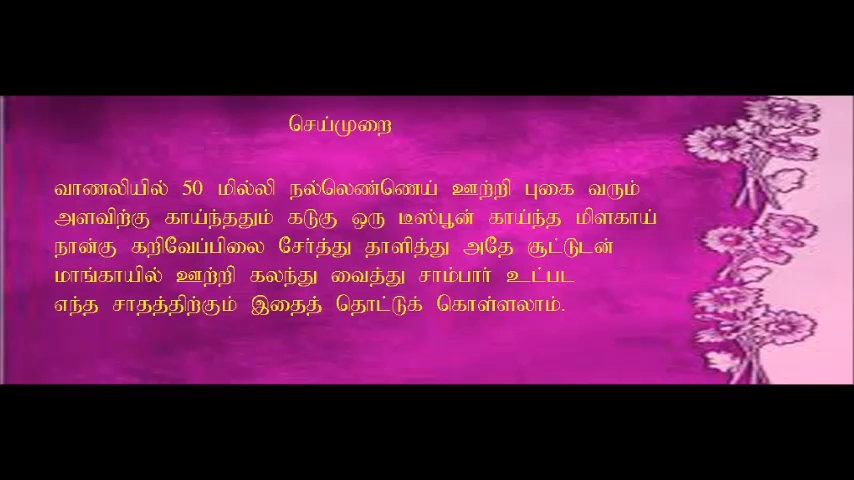 செய்முறை
வாணலியில் 50 மில்லி நல்லெண்ணெய் ஊற்றி புகை வரும்
அளவிற்கு காய்ந்ததும் கடுகு ஒரு டீஸ்பூன் காய்ந்த மிளகாய்
நான்கு கறிவேப்பிலை சேர்த்து தாளித்து அதே சூட்டுடன்
மாங்காயில் ஊற்றி கலந்து வைத்து சாம்பார் உட்பட
எந்த சாதத்திற்கும் இதைத் தொட்டுக் கொள்ளலாம்.